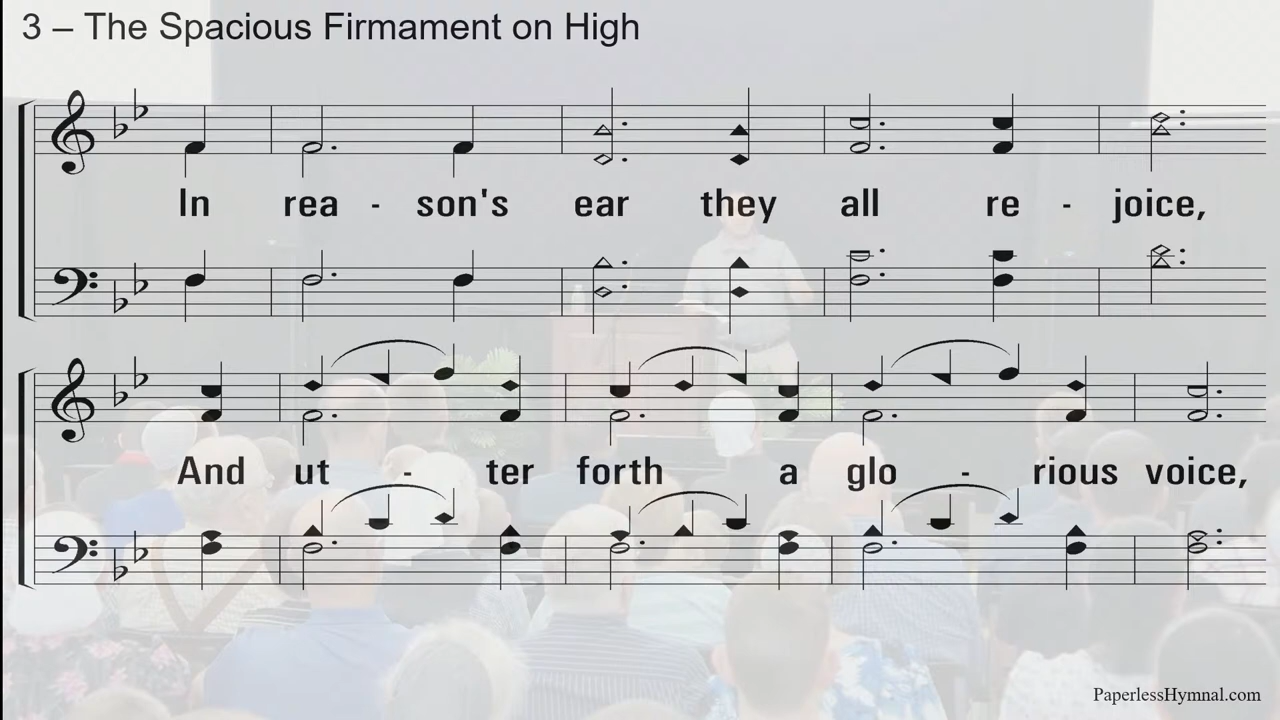 3 – The Spacious Firmament on High
In rea - son's ear they all re - joice,
And ut - ter forth a glo - rious voice,
PaperlessHymnal.com